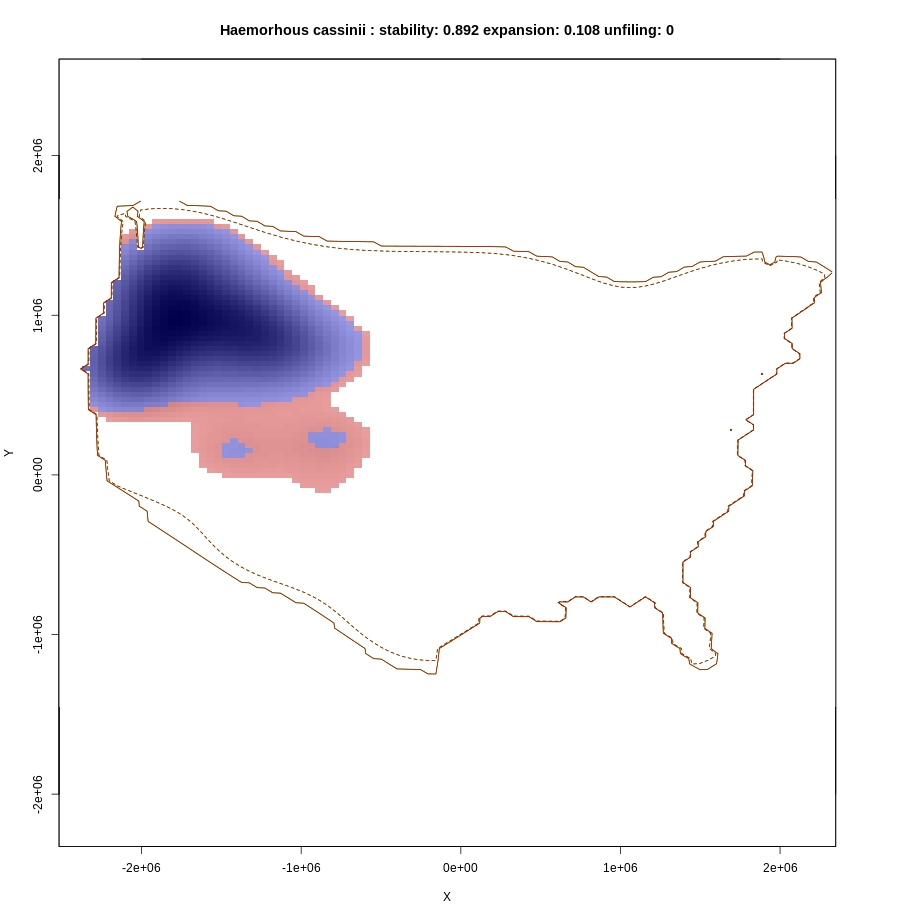 Haemorhous cassinii : stability: 0.892 expansion: 0.108 unfiling: 0
2e+06
1e+06
Y
0e+00
-1e+06
-2e+06
-2e+06 -1e+06 0e+00 1e+06 2e+06
X